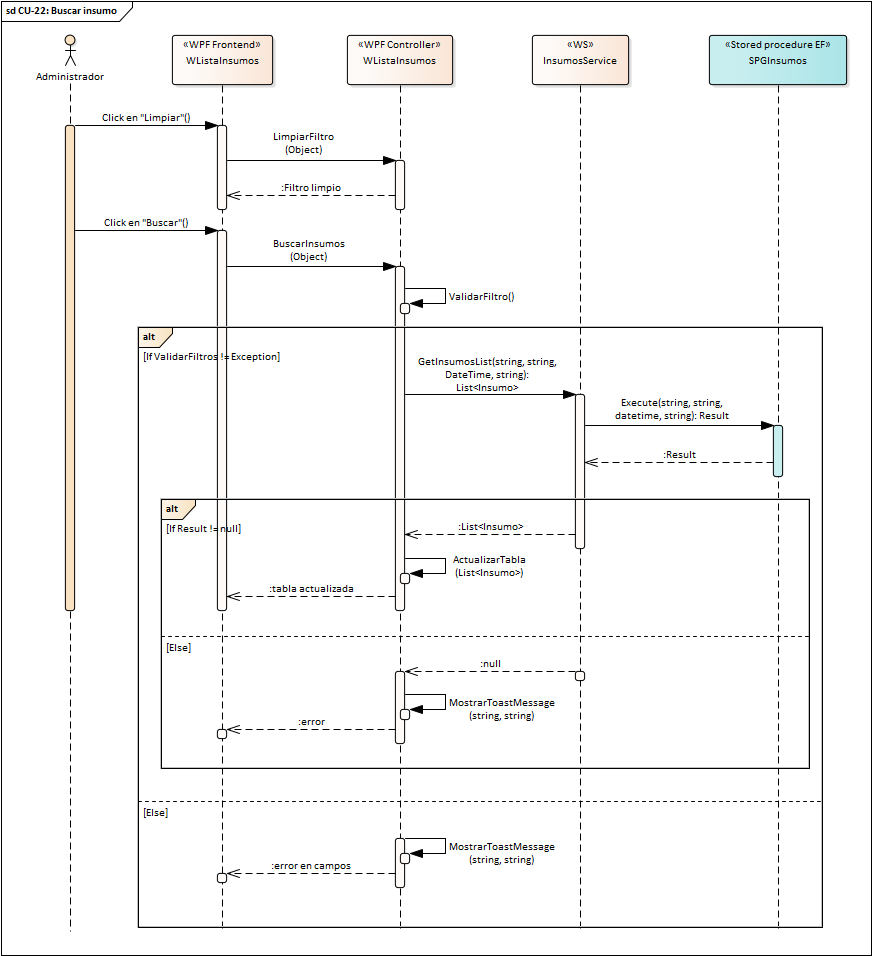 sd CU-22: Buscar insumo
Administrador
«WPF Frontend»
WListaInsumos
«WPF Controller»
WListaInsumos
«WS»
InsumosService
«Stored procedure EF»
SPGInsumos
Click en "Limpiar"()
LimpiarFiltro
(Object)
:Filtro limpio
Click en "Buscar"()
BuscarInsumos
(Object)
ValidarFiltro()
alt
[If ValidarFiltros != Exception]
GetInsumosList(string, string,
DateTime, string):
List<Insumo>
Execute(string, string,
datetime, string): Result
:Result
alt
[If Result != null]
:List<Insumo>
ActualizarTabla
(List<Insumo>)
:tabla actualizada
[Else]
:null
MostrarToastMessage
(string, string)
:error
[Else]
MostrarToastMessage
(string, string)
:error en campos